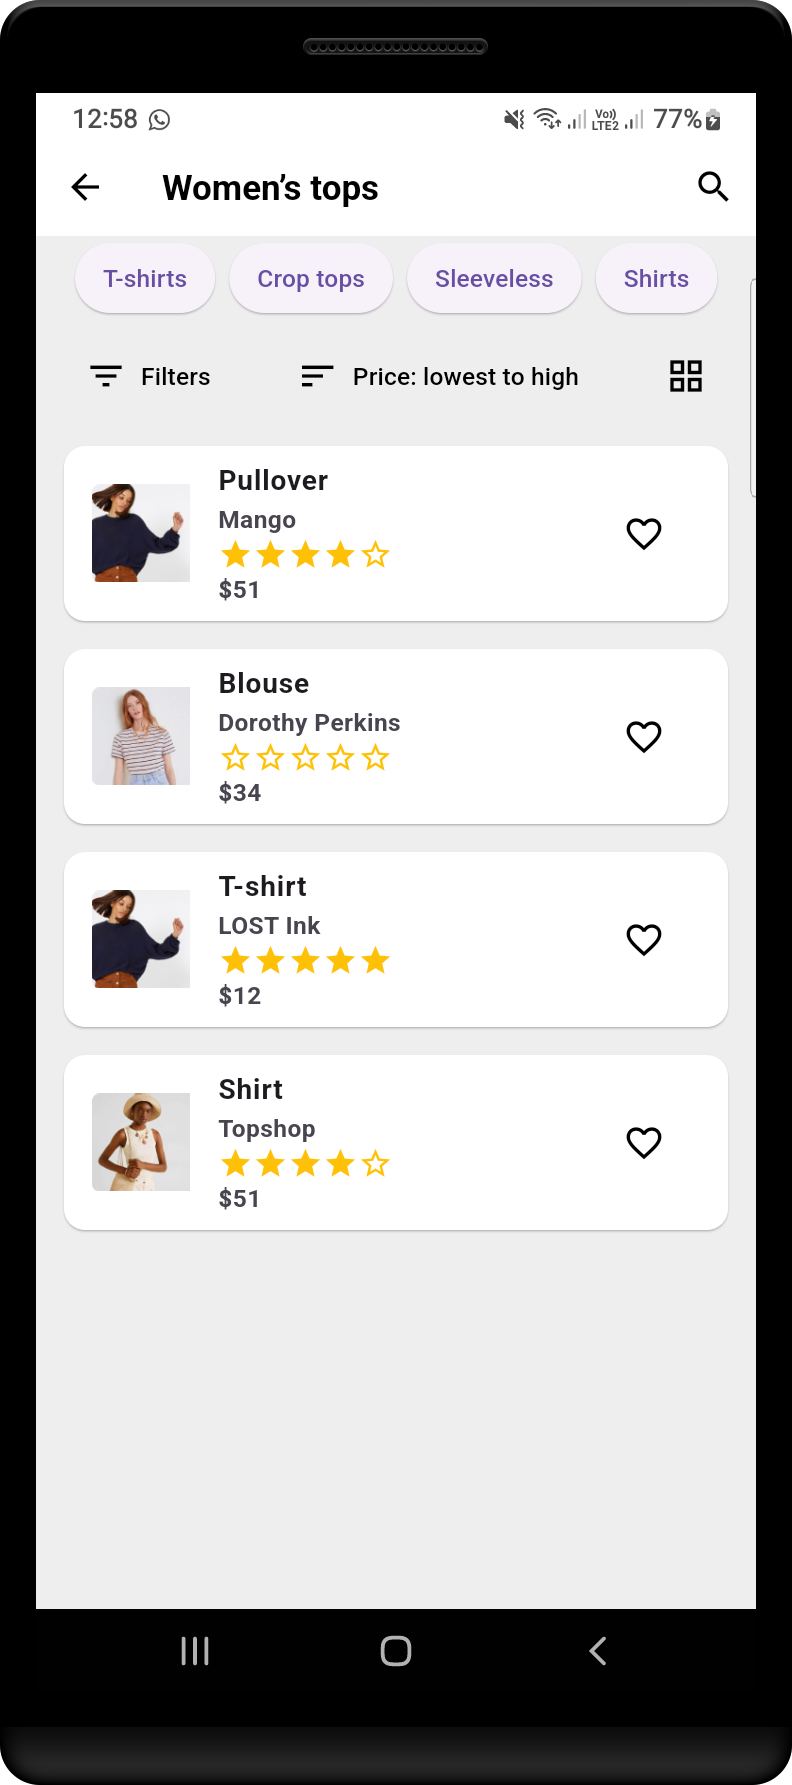 12:58 Vo)) LTE2 77%
Women’s tops
T-shirts Crop tops Sleeveless Shirts
Filters Price: lowest to high
Pullover
Mango
$51
Blouse
Dorothy Perkins
$34
T-shirt
LOST Ink
$12
Shirt
Topshop
$51